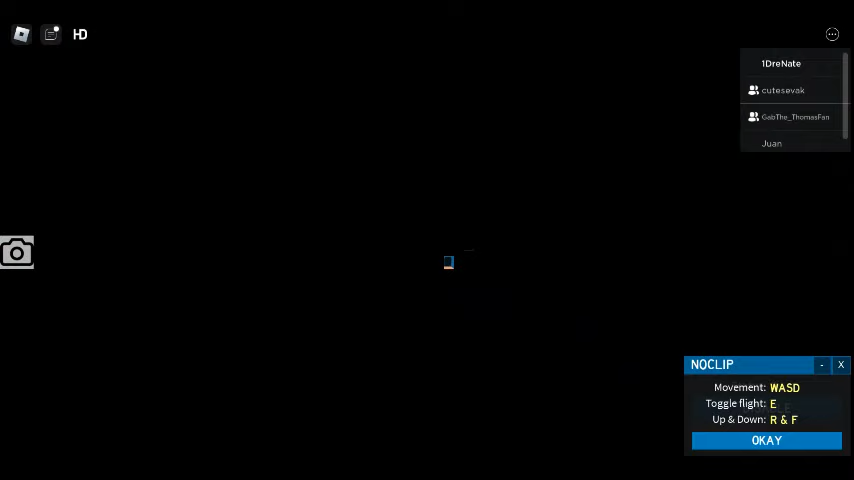 HD
1DreNate
cutesevak
GabThe_ThomasFan
Juan
NOCLIP - X
Movement: WASD
Toggle flight: E
Up & Down: R & F
OKAY